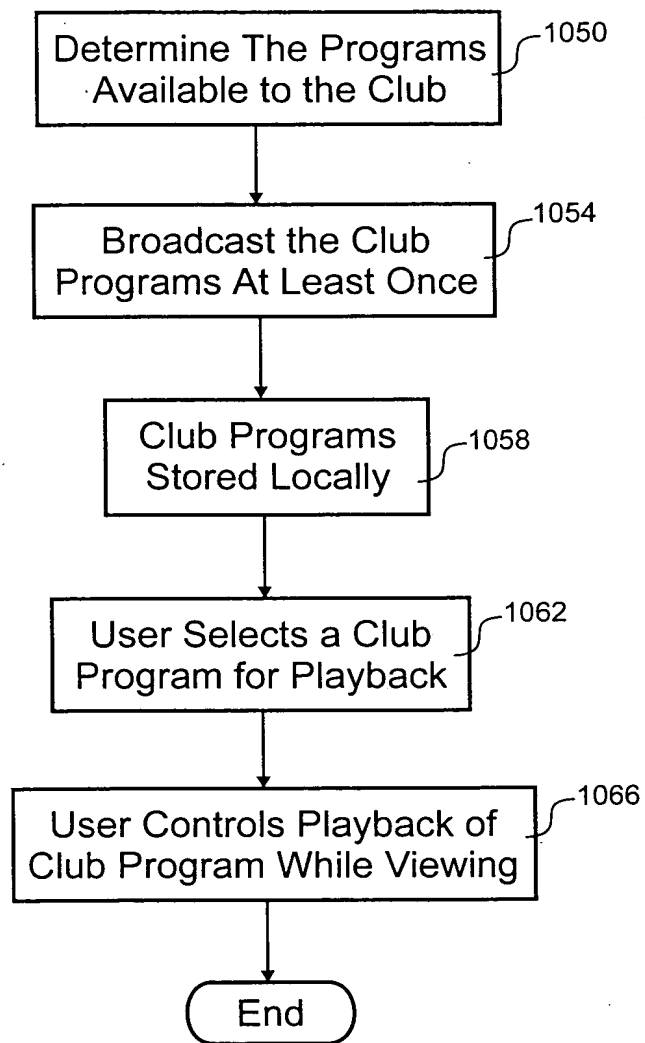 Determine The Programs
Available to the Club
1050
Broadcast the Club
Programs At Least Once
1054
Club Programs
Stored Locally
1058
User Selects a Club
Program for Playback
1062
User Controls Playback of
Club Program While Viewing
1066
End